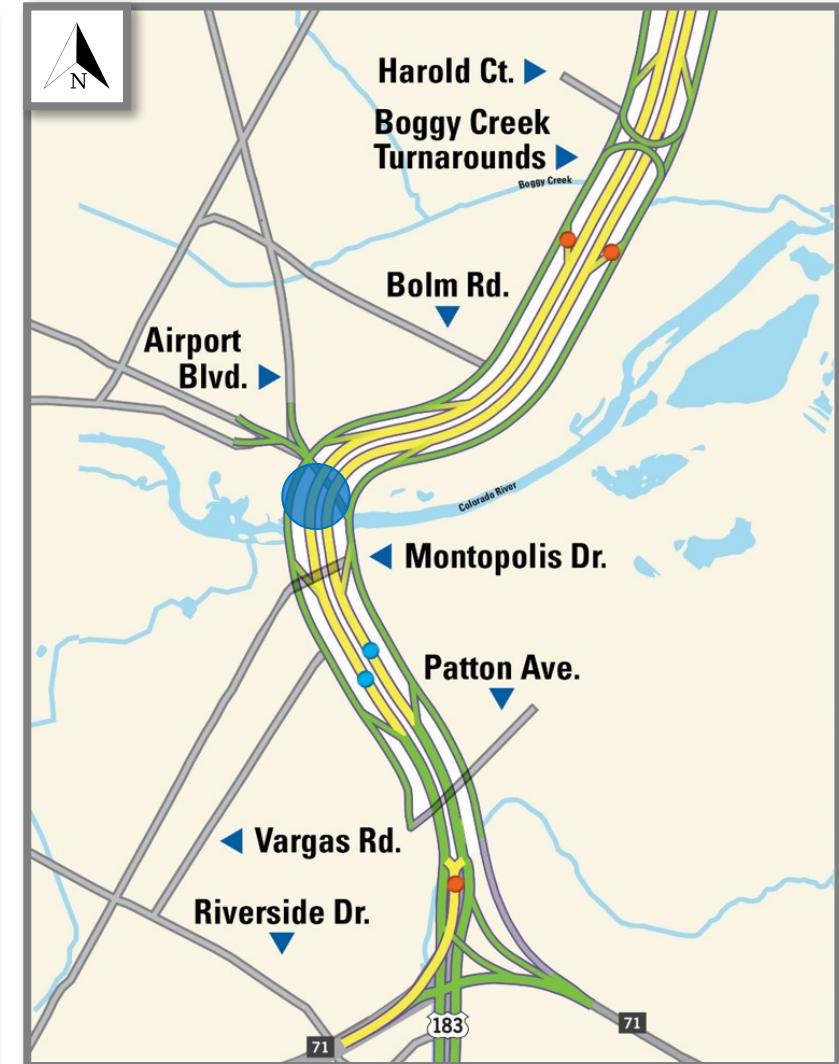 N
Harold Ct.
Boggy Creek
Turnarounds
Boggy Creek
Bolm Rd.
Airport
Blvd.
Colorado River
Montopolis Dr.
Patton Ave.
Vargas Rd.
Riverside Dr.
183
71
71